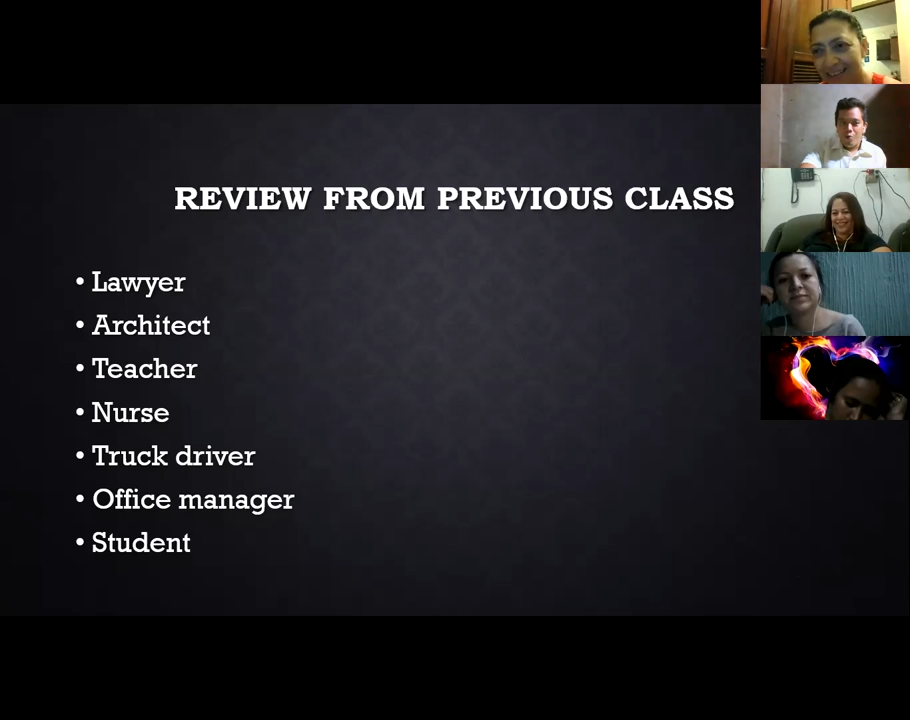 REVIEW FROM PREVIOUS CLASS
• Lawyer
• Architect
• Teacher
• Nurse
• Truck driver
• Office manager
• Student